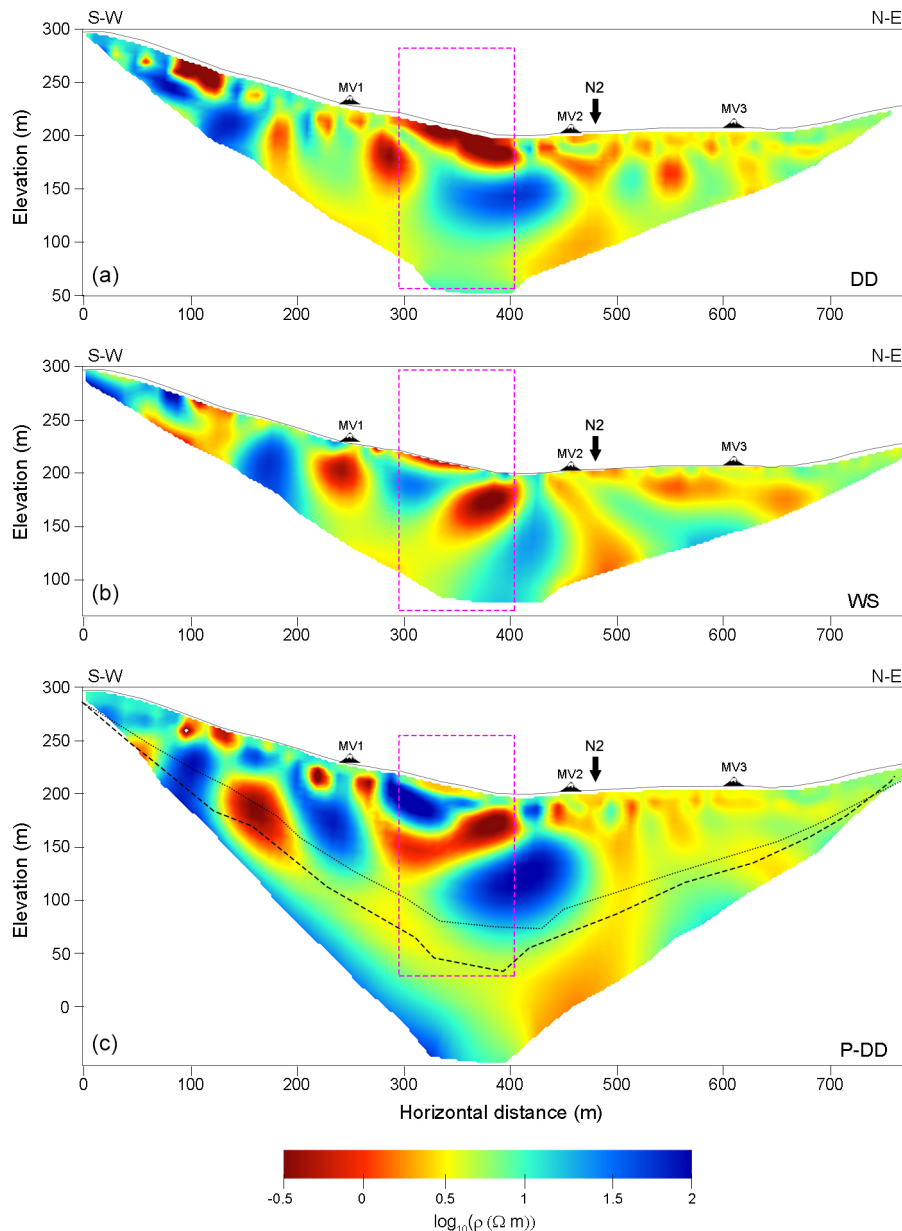 S-W N-E
300
250
200
150
100
50
Elevation (m)
MV1 MV2 N2 MV3
(a) DD
0 100 200 300 400 500 600 700
S-W N-E
300
250
200
150
100
Elevation (m)
MV1 MV2 N2 MV3
(b) WS
0 100 200 300 400 500 600 700
S-W N-E
300
250
200
150
100
50
0
Elevation (m)
MV1 MV2 N2 MV3
(c) P-DD
0 100 200 300 400 500 600 700
Horizontal distance (m)
-0.5 0 0.5 1 1.5 2
log₁₀(ρ (Ω m))